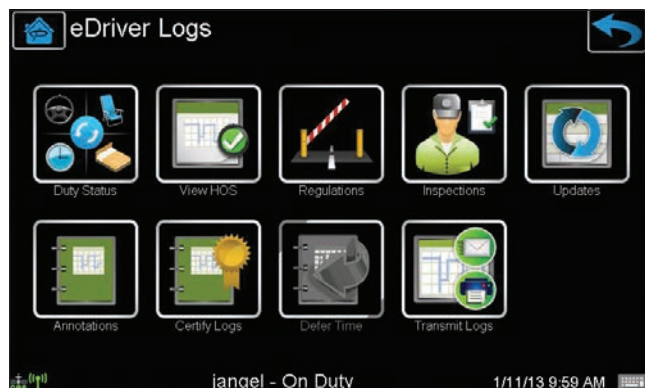 eDriver Logs
Duty Status
View HOS
Regulations
Inspections
Updates
Annotations
Certify Logs
Defer Time
Transmit Logs
jangel - On Duty
1/11/13 9:59 AM